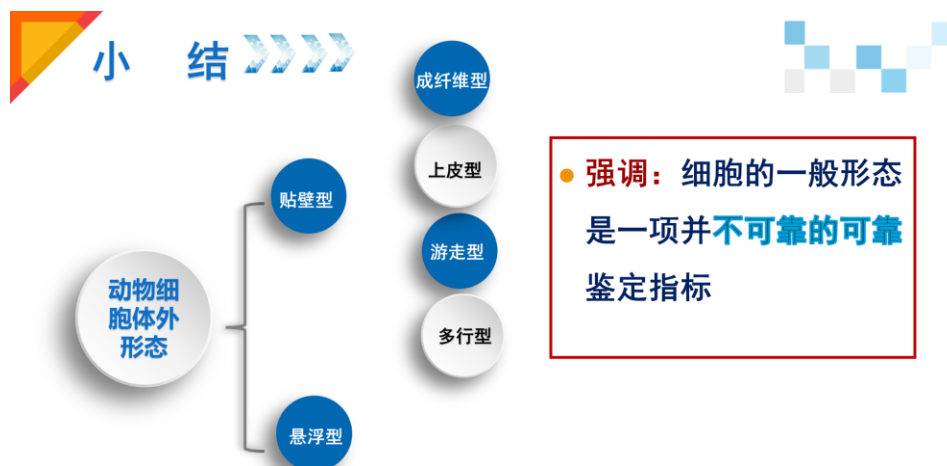 小 结
成纤维型
上皮型
贴壁型
游走型
动物细
胞体外
形态
多行型
悬浮型
强调：细胞的一般形态
是一项并不可靠的可靠
鉴定指标